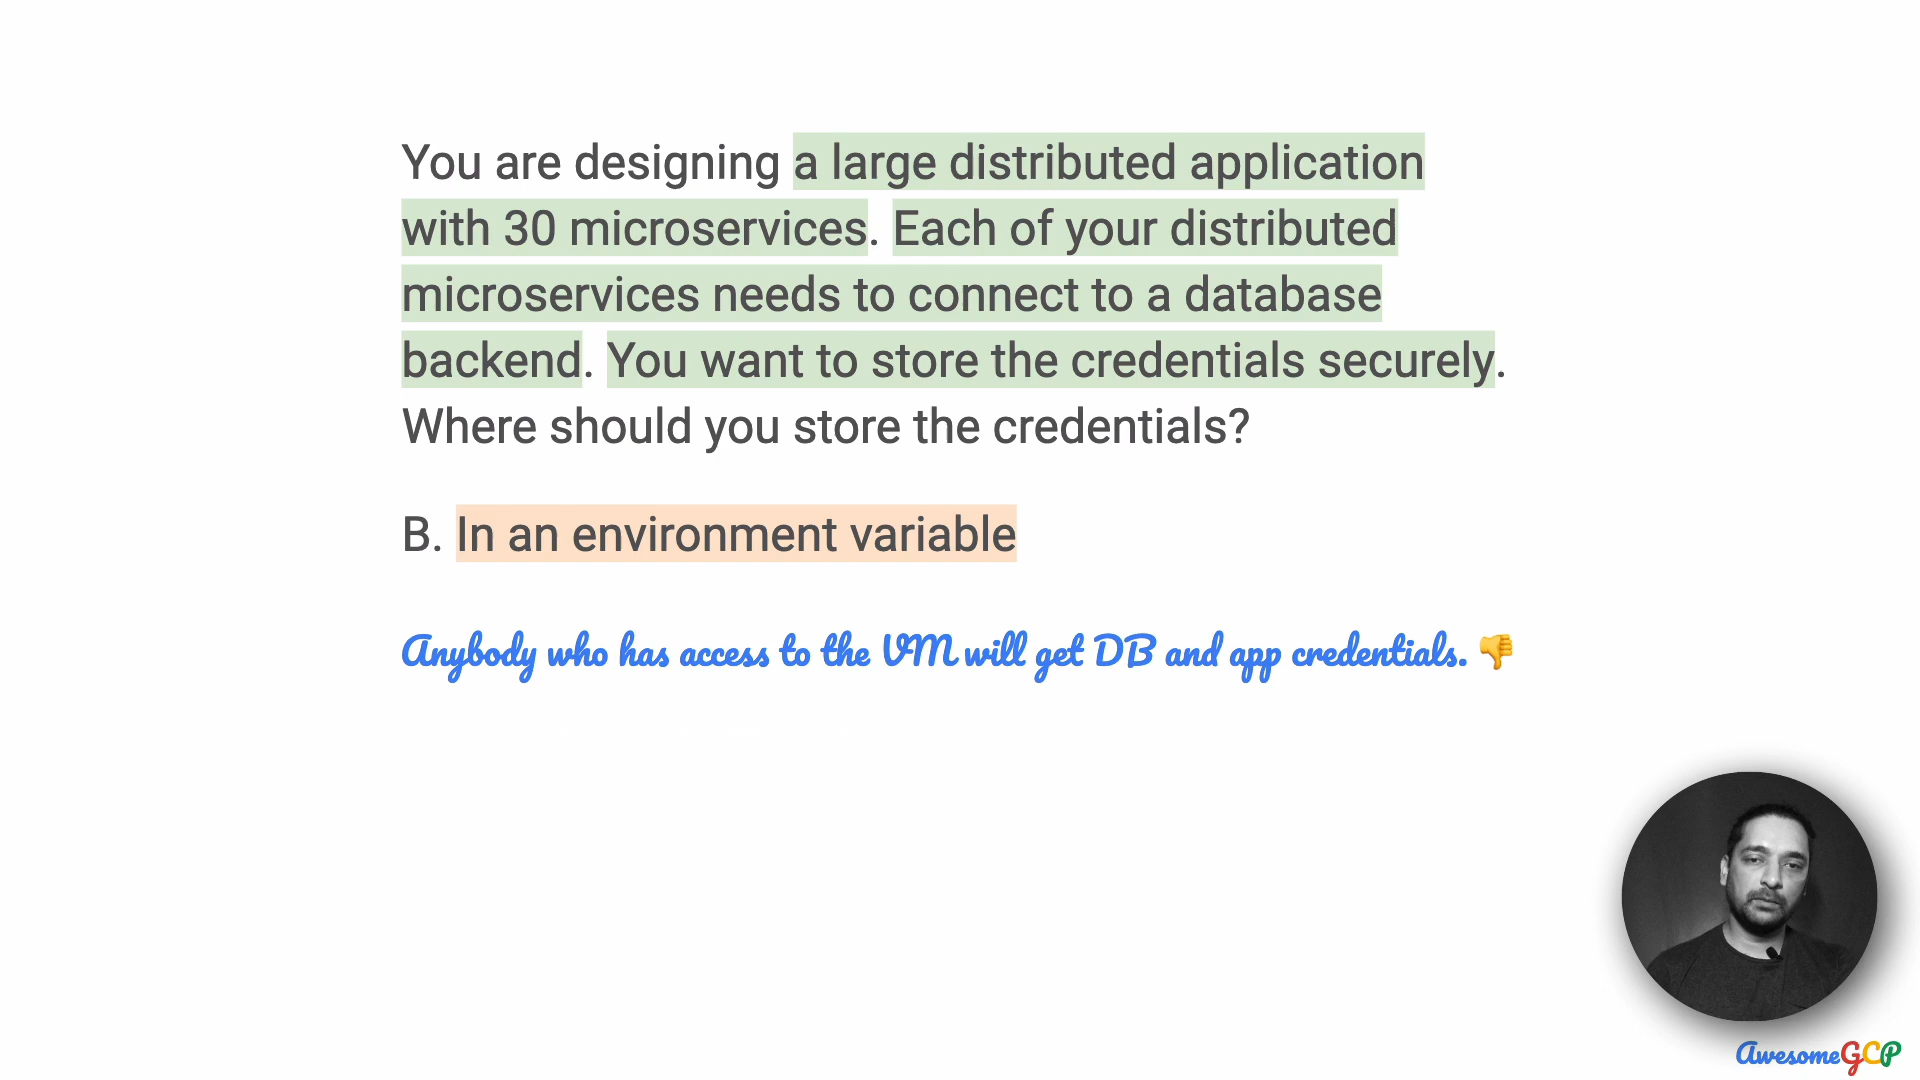 You are designing a large distributed application
with 30 microservices. Each of your distributed
microservices needs to connect to a database
backend. You want to store the credentials securely.
Where should you store the credentials?
B. In an environment variable
Anybody who has access to the VM will get DB and app credentials. 👎
AwesomeGCP